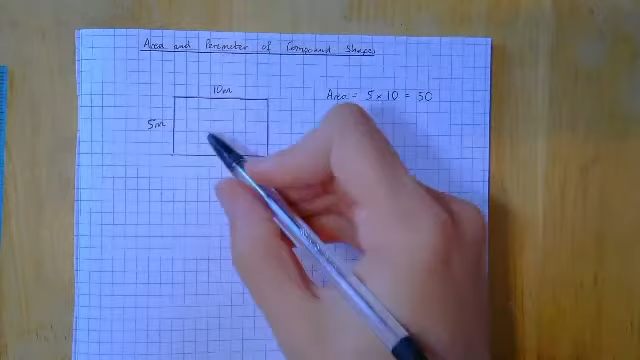 Area and Perimeter of Compound Shapes
10m
Area = 5 × 10 = 50
5m